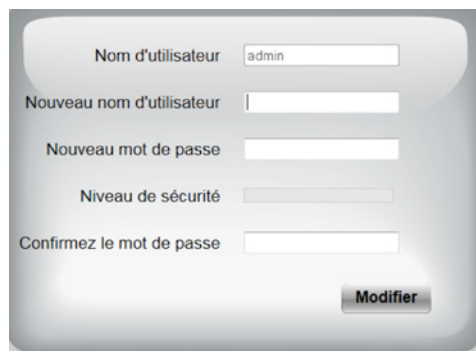 Nom d'utilisateur admin
Nouveau nom d'utilisateur
Nouveau mot de passe
Niveau de sécurité
Confirmez le mot de passe
Modifier